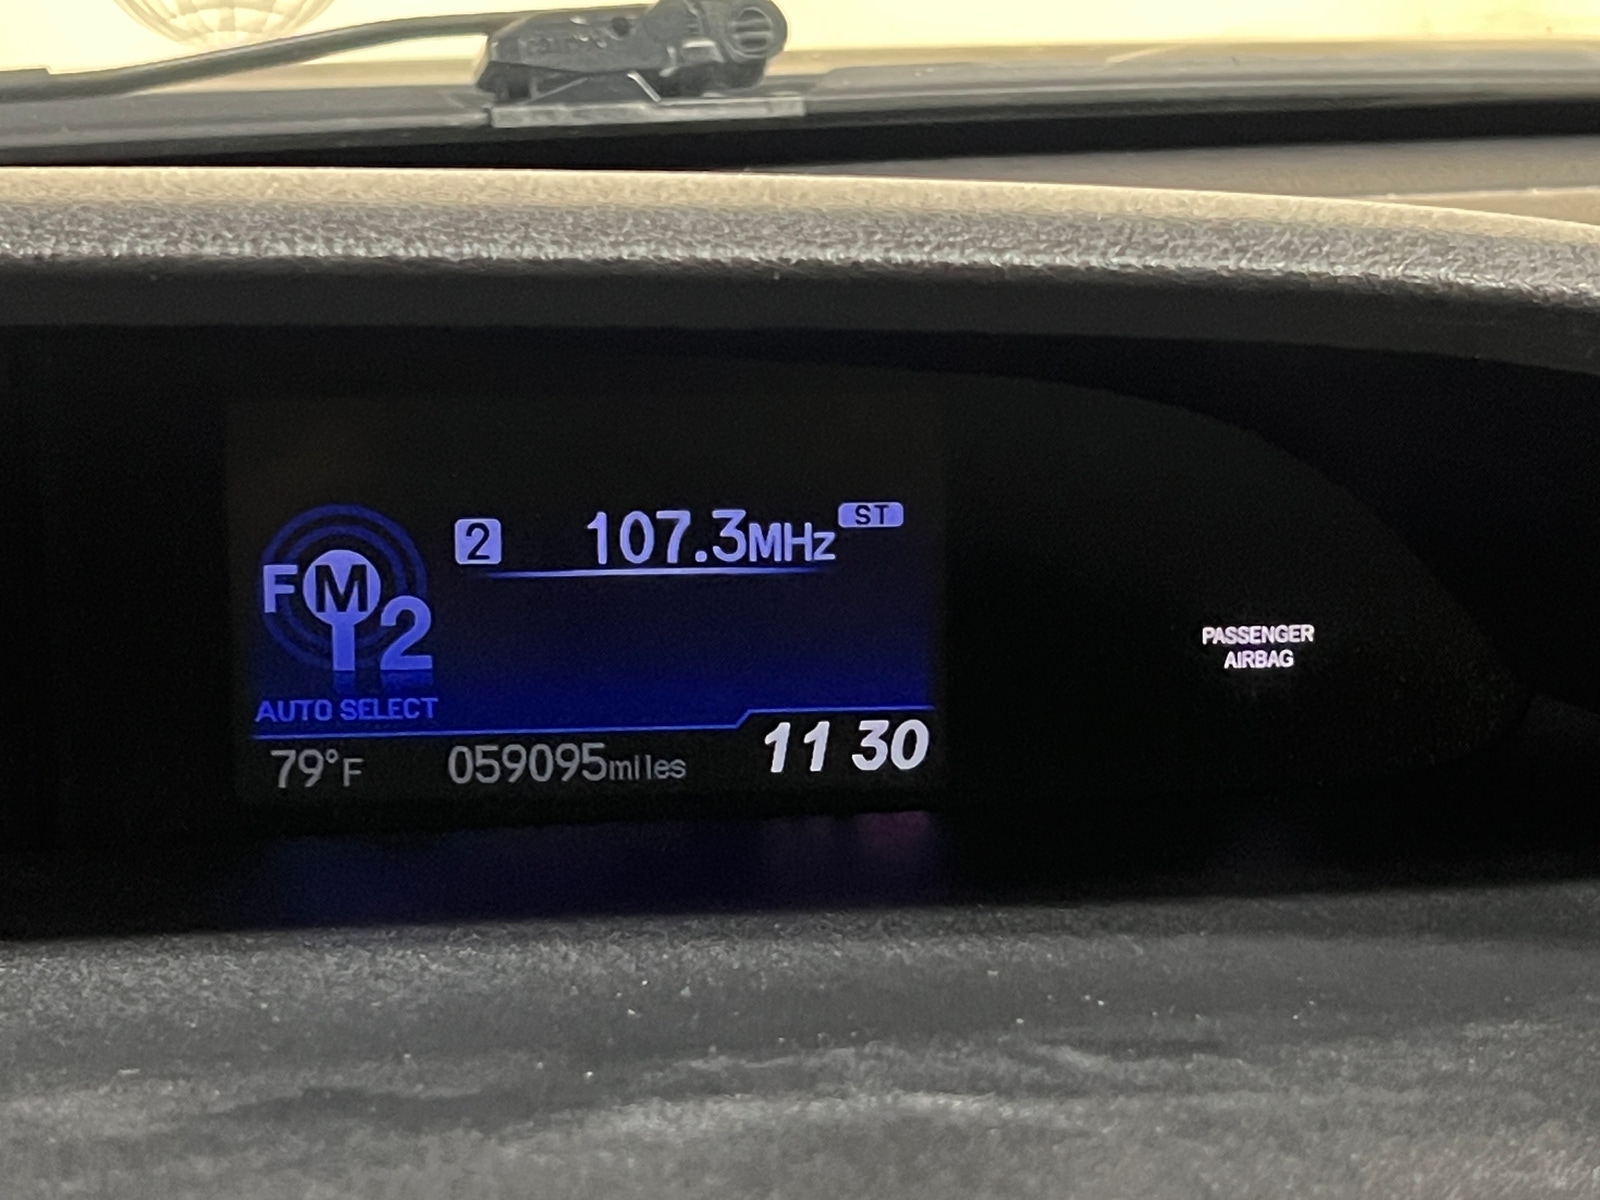 2 107.3MHz ST
FM2
AUTO SELECT
79°F 059095miles 11 30
PASSENGER
AIRBAG